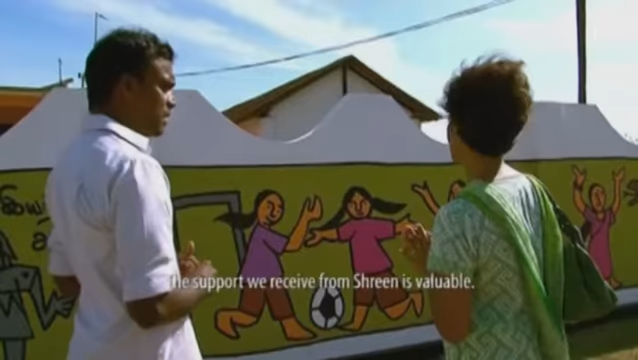 The support we receive from Shreen is valuable.